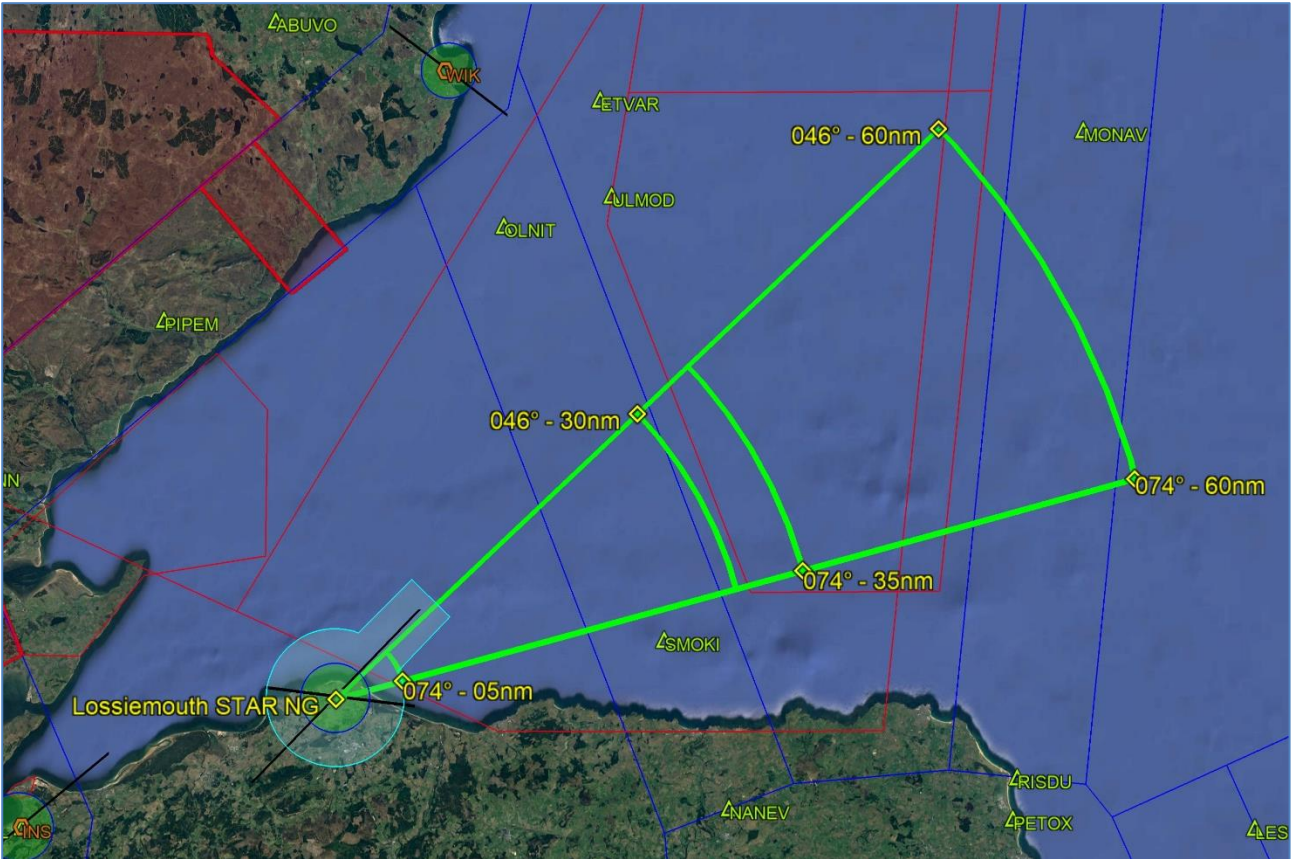 ABUVO
WIK
ETVAR
046° - 60nm
MONAV
ULMOD
OLNIT
PIPEM
046° - 30nm
NN
074° - 60nm
074° - 35nm
SMOKI
074° - 05nm
Lossiemouth STAR NG
RISDU
NANEV
PETOX
INS
LES